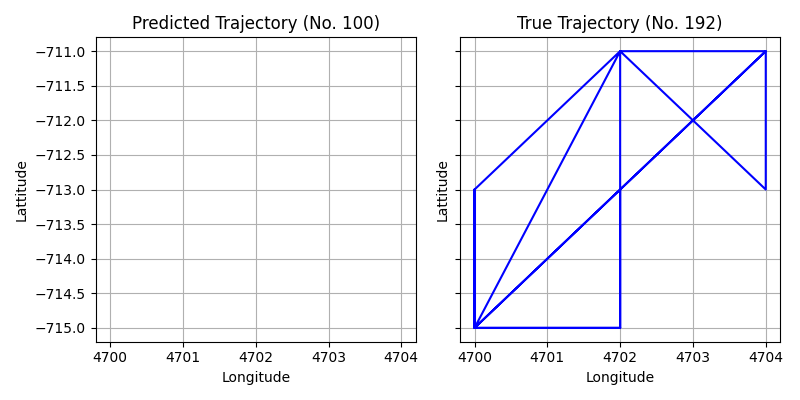 Predicted Trajectory (No. 100)
True Trajectory (No. 192)
−711.0
−711.5
−712.0
−712.5
−713.0
−713.5
−714.0
−714.5
−715.0
Lattitude
Lattitude
4700 4701 4702 4703 4704
4700 4701 4702 4703 4704
Longitude
Longitude